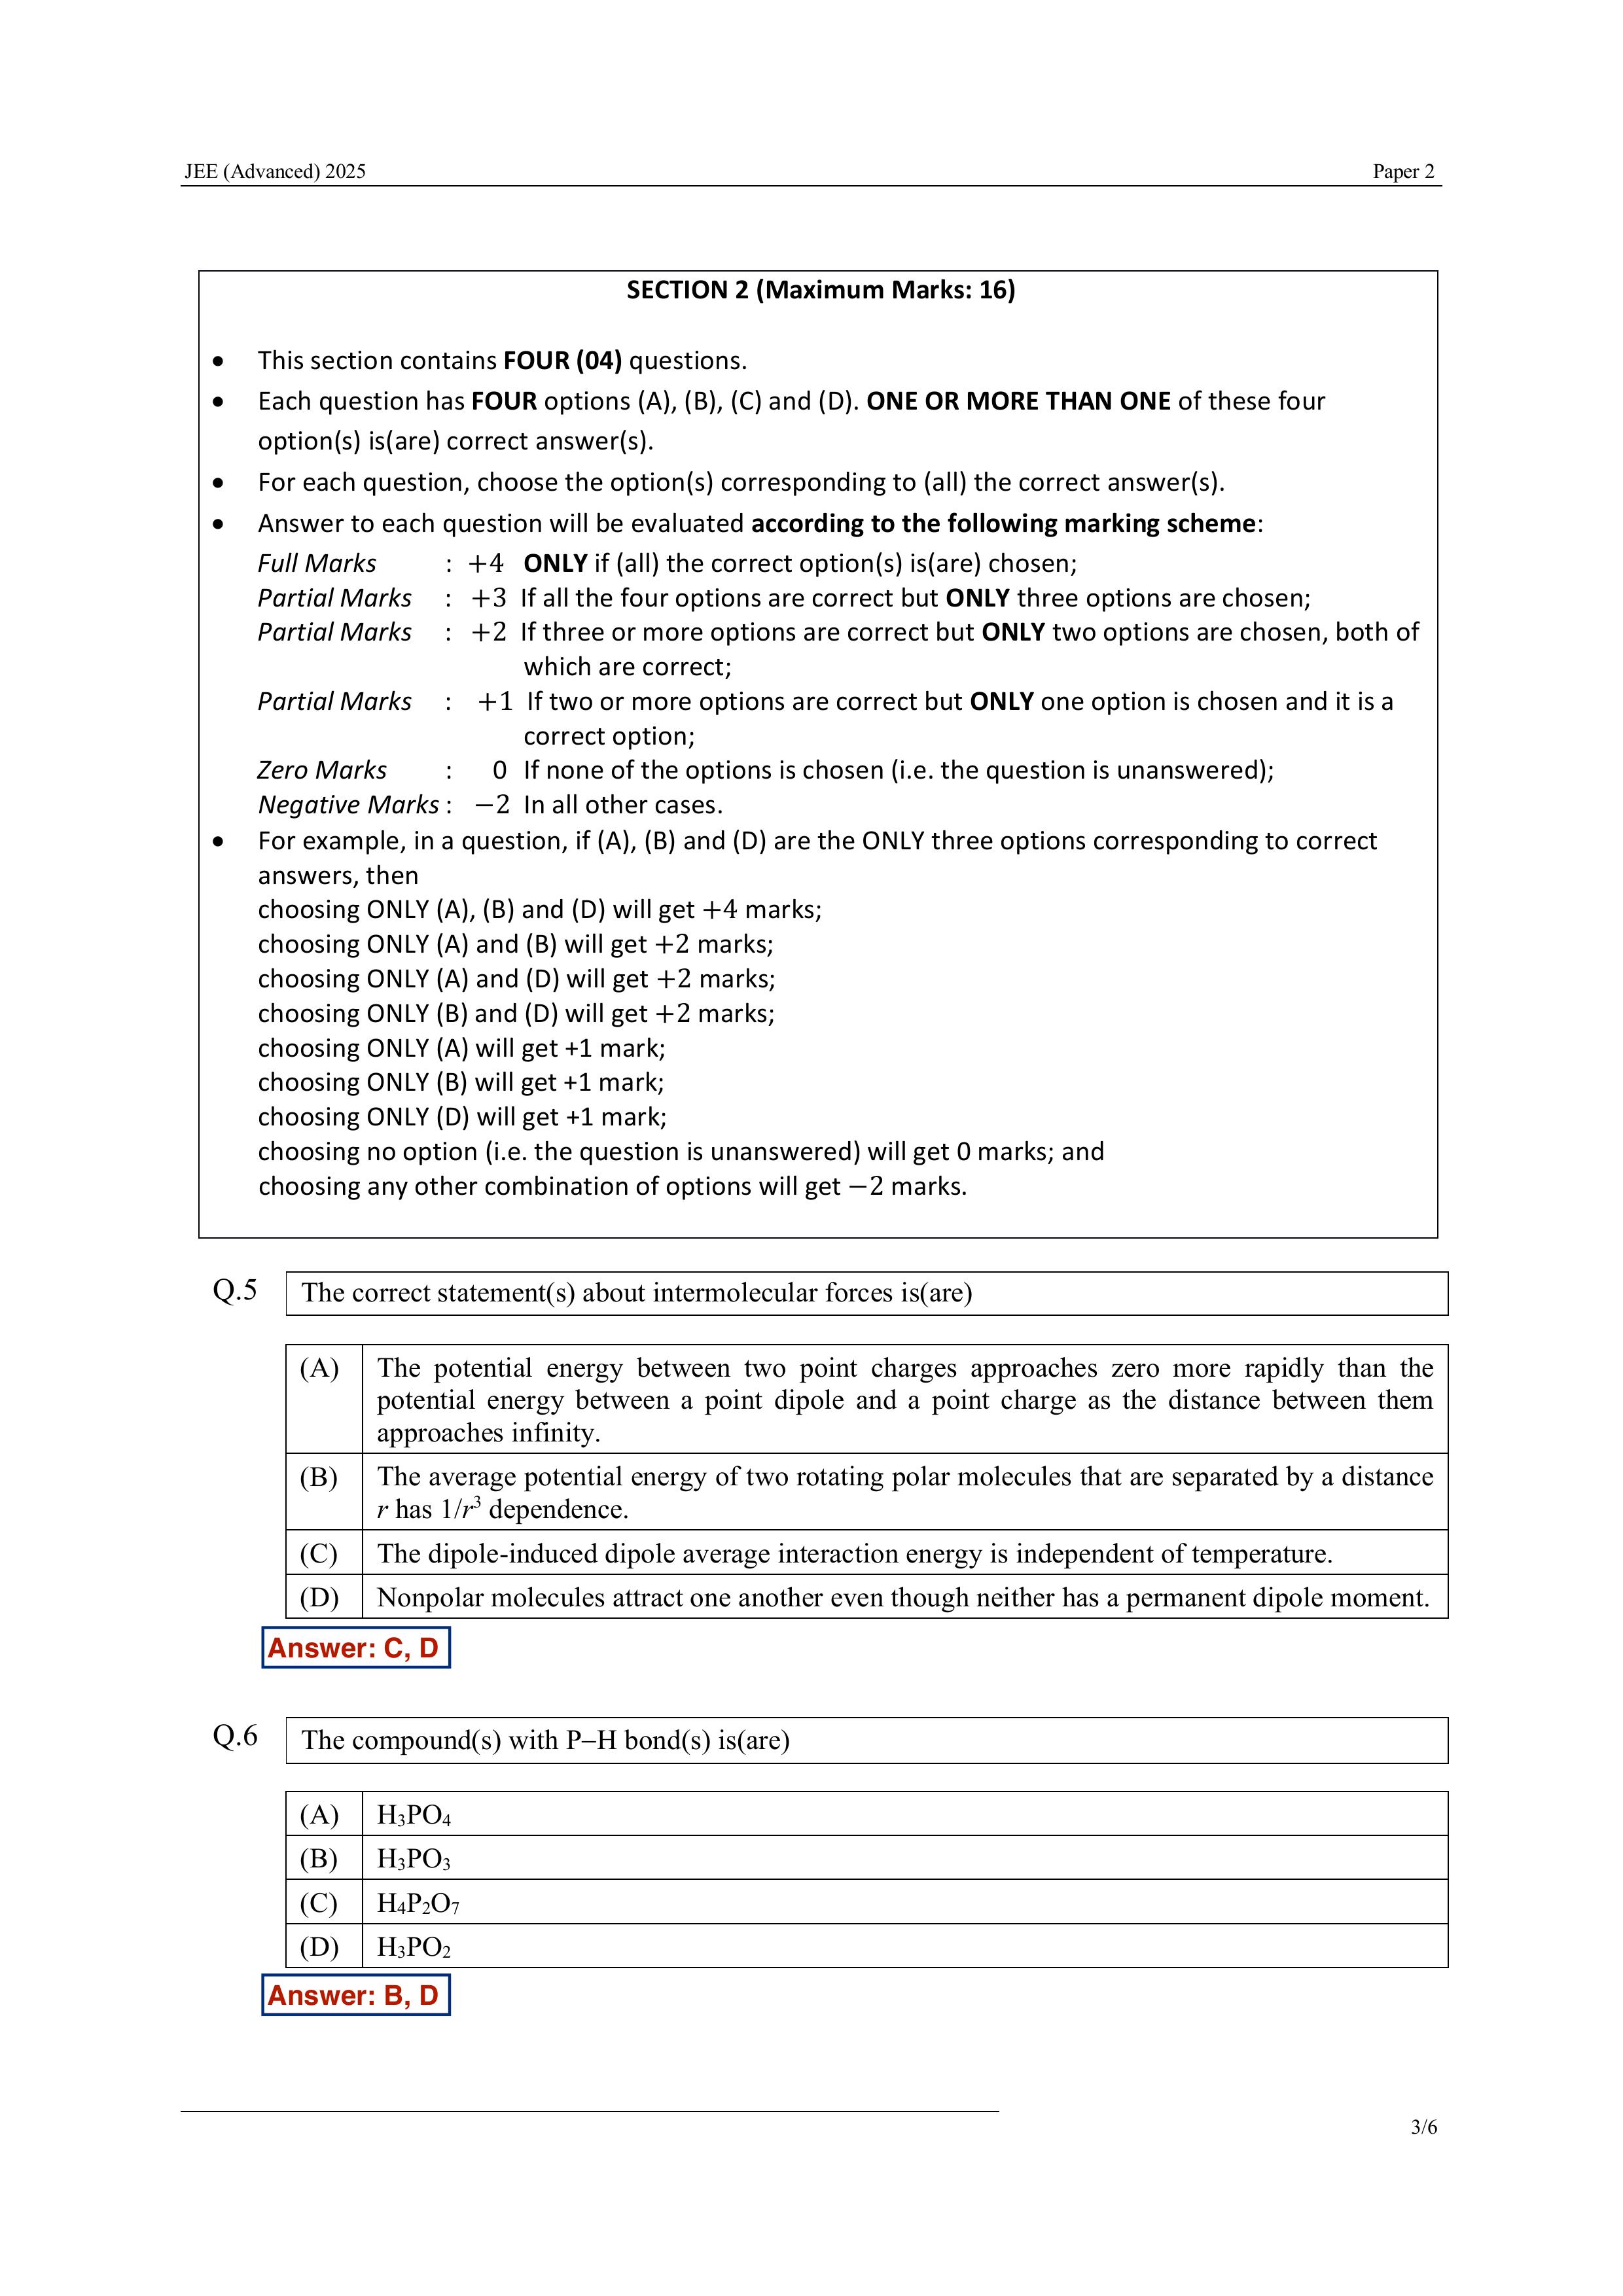 JEE (Advanced) 2025 Paper 2
SECTION 2 (Maximum Marks: 16)
• This section contains FOUR (04) questions.
• Each question has FOUR options (A), (B), (C) and (D). ONE OR MORE THAN ONE of these four
option(s) is(are) correct answer(s).
• For each question, choose the option(s) corresponding to (all) the correct answer(s).
• Answer to each question will be evaluated according to the following marking scheme:
Full Marks : +4 ONLY if (all) the correct option(s) is(are) chosen;
Partial Marks : +3 If all the four options are correct but ONLY three options are chosen;
Partial Marks : +2 If three or more options are correct but ONLY two options are chosen, both of
which are correct;
Partial Marks : +1 If two or more options are correct but ONLY one option is chosen and it is a
correct option;
Zero Marks : 0 If none of the options is chosen (i.e. the question is unanswered);
Negative Marks : −2 In all other cases.
• For example, in a question, if (A), (B) and (D) are the ONLY three options corresponding to correct
answers, then
choosing ONLY (A), (B) and (D) will get +4 marks;
choosing ONLY (A) and (B) will get +2 marks;
choosing ONLY (A) and (D) will get +2 marks;
choosing ONLY (B) and (D) will get +2 marks;
choosing ONLY (A) will get +1 mark;
choosing ONLY (B) will get +1 mark;
choosing ONLY (D) will get +1 mark;
choosing no option (i.e. the question is unanswered) will get 0 marks; and
choosing any other combination of options will get −2 marks.
Q.5 The correct statement(s) about intermolecular forces is(are)
(A) The potential energy between two point charges approaches zero more rapidly than the
potential energy between a point dipole and a point charge as the distance between them
approaches infinity.
(B) The average potential energy of two rotating polar molecules that are separated by a distance
r has 1/r³ dependence.
(C) The dipole-induced dipole average interaction energy is independent of temperature.
(D) Nonpolar molecules attract one another even though neither has a permanent dipole moment.
Answer: C, D
Q.6 The compound(s) with P–H bond(s) is(are)
(A) H₃PO₄
(B) H₃PO₃
(C) H₄P₂O₇
(D) H₃PO₂
Answer: B, D
3/6